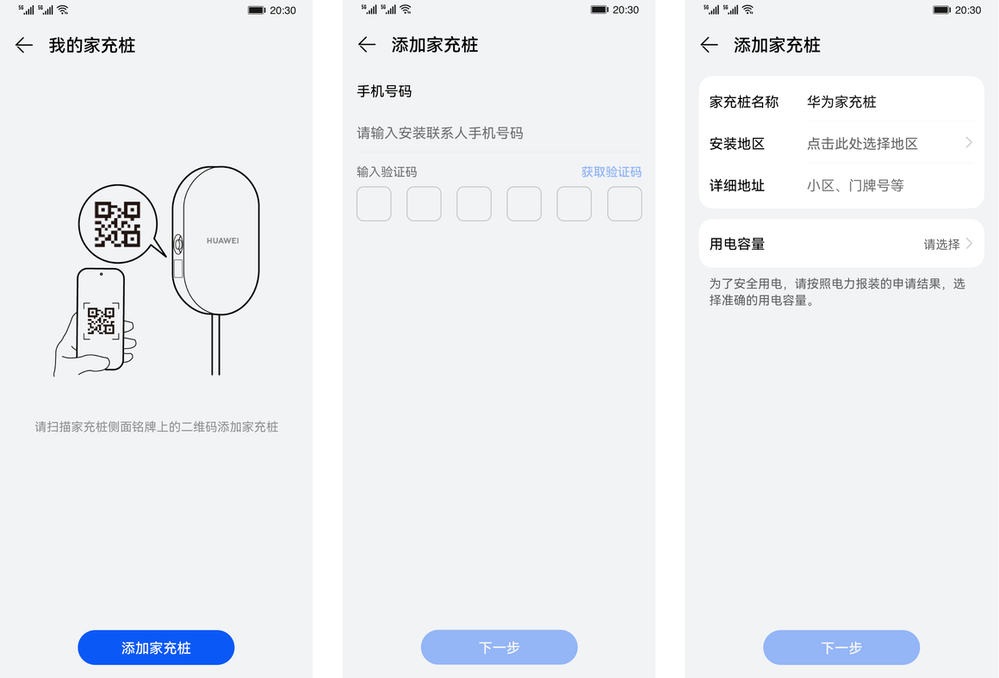 5G 5G 20:30
我的家充桩
HUAWEI
请扫描家充桩侧面铭牌上的二维码添加家充桩
添加家充桩
5G 5G 20:30
添加家充桩
手机号码
请输入安装联系人手机号码
输入验证码 获取验证码
下一步
5G 5G 20:30
添加家充桩
家充桩名称 华为家充桩
安装地区 点击此处选择地区
详细地址 小区、门牌号等
用电容量 请选择
为了安全用电，请按照电力报装的申请结果，选
择准确的用电容量。
下一步